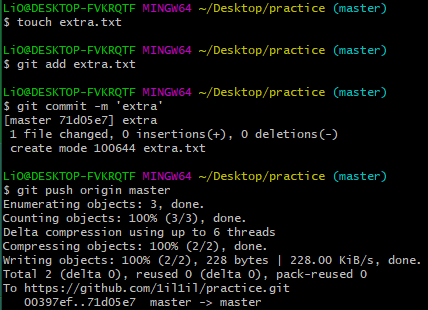 LiO@DESKTOP-FVKRQTF MINGW64 ~/Desktop/practice (master)
$ touch extra.txt
LiO@DESKTOP-FVKRQTF MINGW64 ~/Desktop/practice (master)
$ git add extra.txt
LiO@DESKTOP-FVKRQTF MINGW64 ~/Desktop/practice (master)
$ git commit -m 'extra'
[master 71d05e7] extra
 1 file changed, 0 insertions(+), 0 deletions(-)
 create mode 100644 extra.txt
LiO@DESKTOP-FVKRQTF MINGW64 ~/Desktop/practice (master)
$ git push origin master
Enumerating objects: 3, done.
Counting objects: 100% (3/3), done.
Delta compression using up to 6 threads
Compressing objects: 100% (2/2), done.
Writing objects: 100% (2/2), 228 bytes | 228.00 KiB/s, done.
Total 2 (delta 0), reused 0 (delta 0), pack-reused 0
To https://github.com/1il1il/practice.git
   00397ef..71d05e7  master -> master